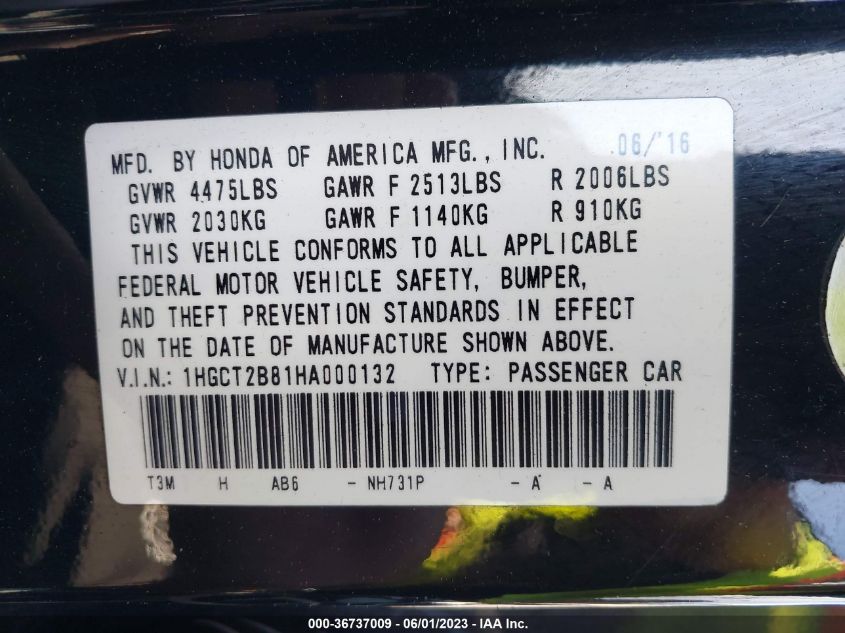 MFD. BY HONDA OF AMERICA MFG., INC. 06/'16
GVWR 4475LBS GAWR F 2513LBS R 2006LBS
GVWR 2030KG GAWR F 1140KG R 910KG
THIS VEHICLE CONFORMS TO ALL APPLICABLE
FEDERAL MOTOR VEHICLE SAFETY, BUMPER,
AND THEFT PREVENTION STANDARDS IN EFFECT
ON THE DATE OF MANUFACTURE SHOWN ABOVE.
V.I.N.: 1HGCT2B81HA000132 TYPE: PASSENGER CAR
T3M H AB6 - NH731P - A - A
000-36737009 - 06/01/2023 - IAA Inc.